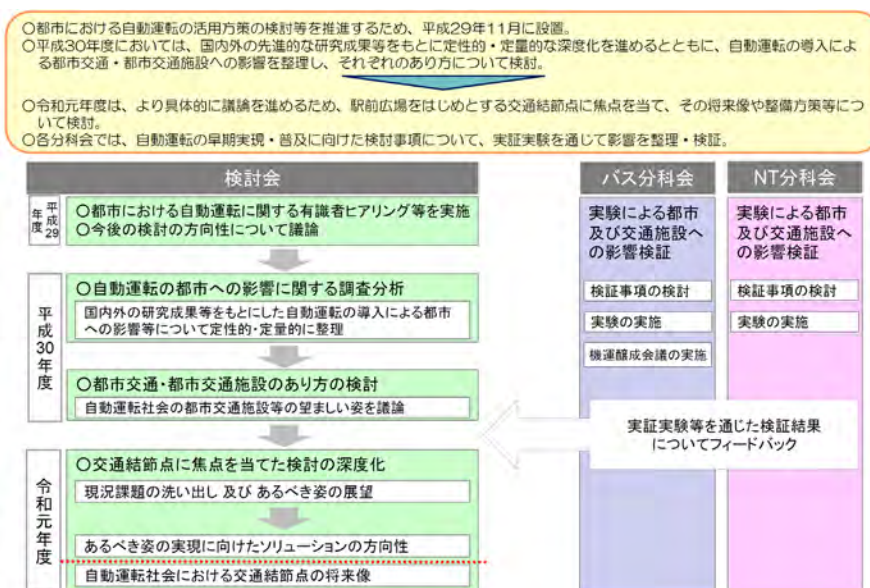 ○都市における自動運転の活用方策の検討等を推進するため、平成29年11月に設置。
○平成30年度においては、国内外の先進的な研究成果等をもとに定性的・定量的な深度化を進めるとともに、自動運転の導入によ
る都市交通・都市交通施設への影響を整理し、それぞれのあり方について検討。
○令和元年度は、より具体的に議論を進めるため、駅前広場をはじめとする交通結節点に焦点を当て、その将来像や整備方策等につ
いて検討。
○各分科会では、自動運転の早期実現・普及に向けた検討事項について、実証実験を通じて影響を整理・検証。
検討会
平成29
年度
○都市における自動運転に関する有識者ヒアリング等を実施
○今後の検討の方向性について議論
平成30年度
○自動運転の都市への影響に関する調査分析
国内外の研究成果等をもとにした自動運転の導入による都市
への影響等について定性的・定量的に整理
○都市交通・都市交通施設のあり方の検討
自動運転社会の都市交通施設等の望ましい姿を議論
令和元年度
○交通結節点に焦点を当てた検討の深度化
現況課題の洗い出し 及び あるべき姿の展望
あるべき姿の実現に向けたソリューションの方向性
自動運転社会における交通結節点の将来像
バス分科会
実験による都市
及び交通施設へ
の影響検証
検証事項の検討
実験の実施
機運醸成会議の実施
NT分科会
実験による都市
及び交通施設へ
の影響検証
検証事項の検討
実験の実施
実証実験等を通じた検証結果
についてフィードバック